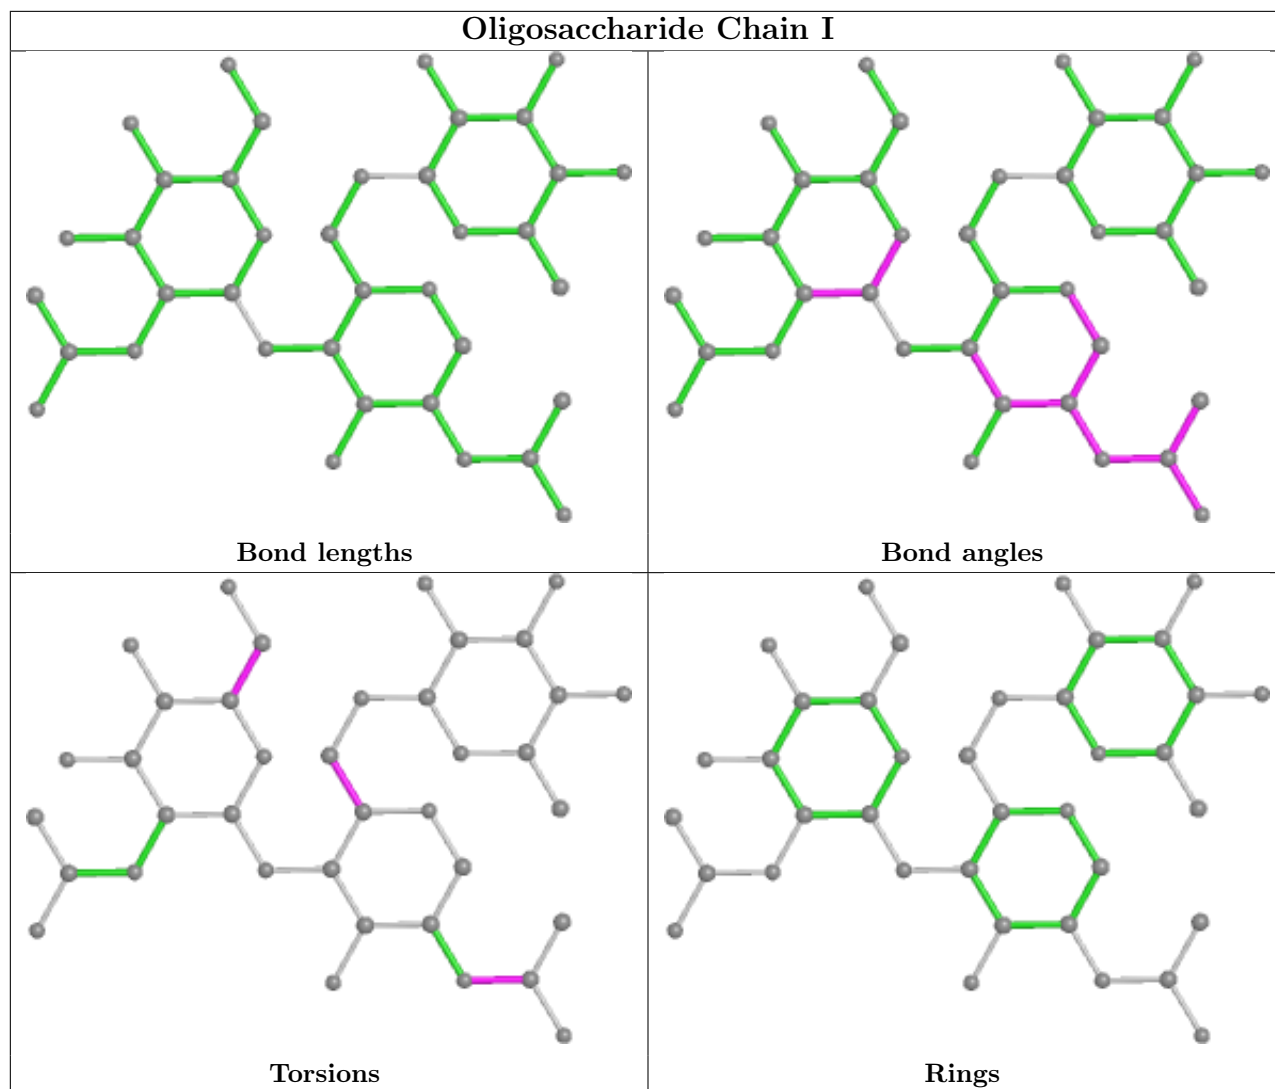 Oligosaccharide Chain I
Bond lengths
Bond angles
Torsions
Rings